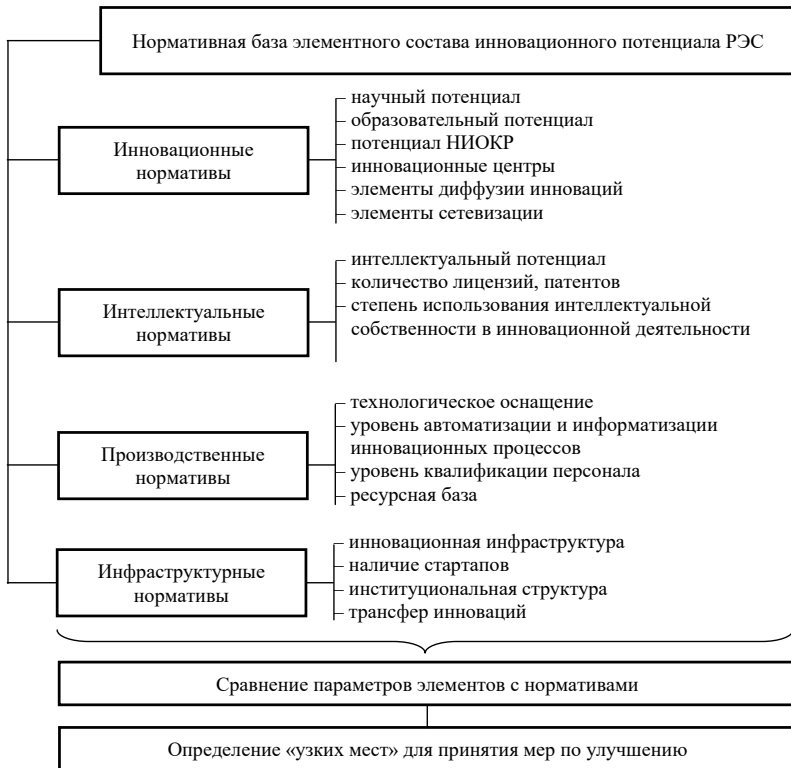 Нормативная база элементного состава инновационного потенциала РЭС
Инновационные
нормативы
научный потенциал
образовательный потенциал
потенциал НИОКР
инновационные центры
элементы диффузии инноваций
элементы сетевизации
Интеллектуальные
нормативы
интеллектуальный потенциал
количество лицензий, патентов
степень использования интеллектуальной
собственности в инновационной деятельности
Производственные
нормативы
технологическое оснащение
уровень автоматизации и информатизации
инновационных процессов
уровень квалификации персонала
ресурсная база
Инфраструктурные
нормативы
инновационная инфраструктура
наличие стартапов
институциональная структура
трансфер инноваций
Сравнение параметров элементов с нормативами
Определение «узких мест» для принятия мер по улучшению